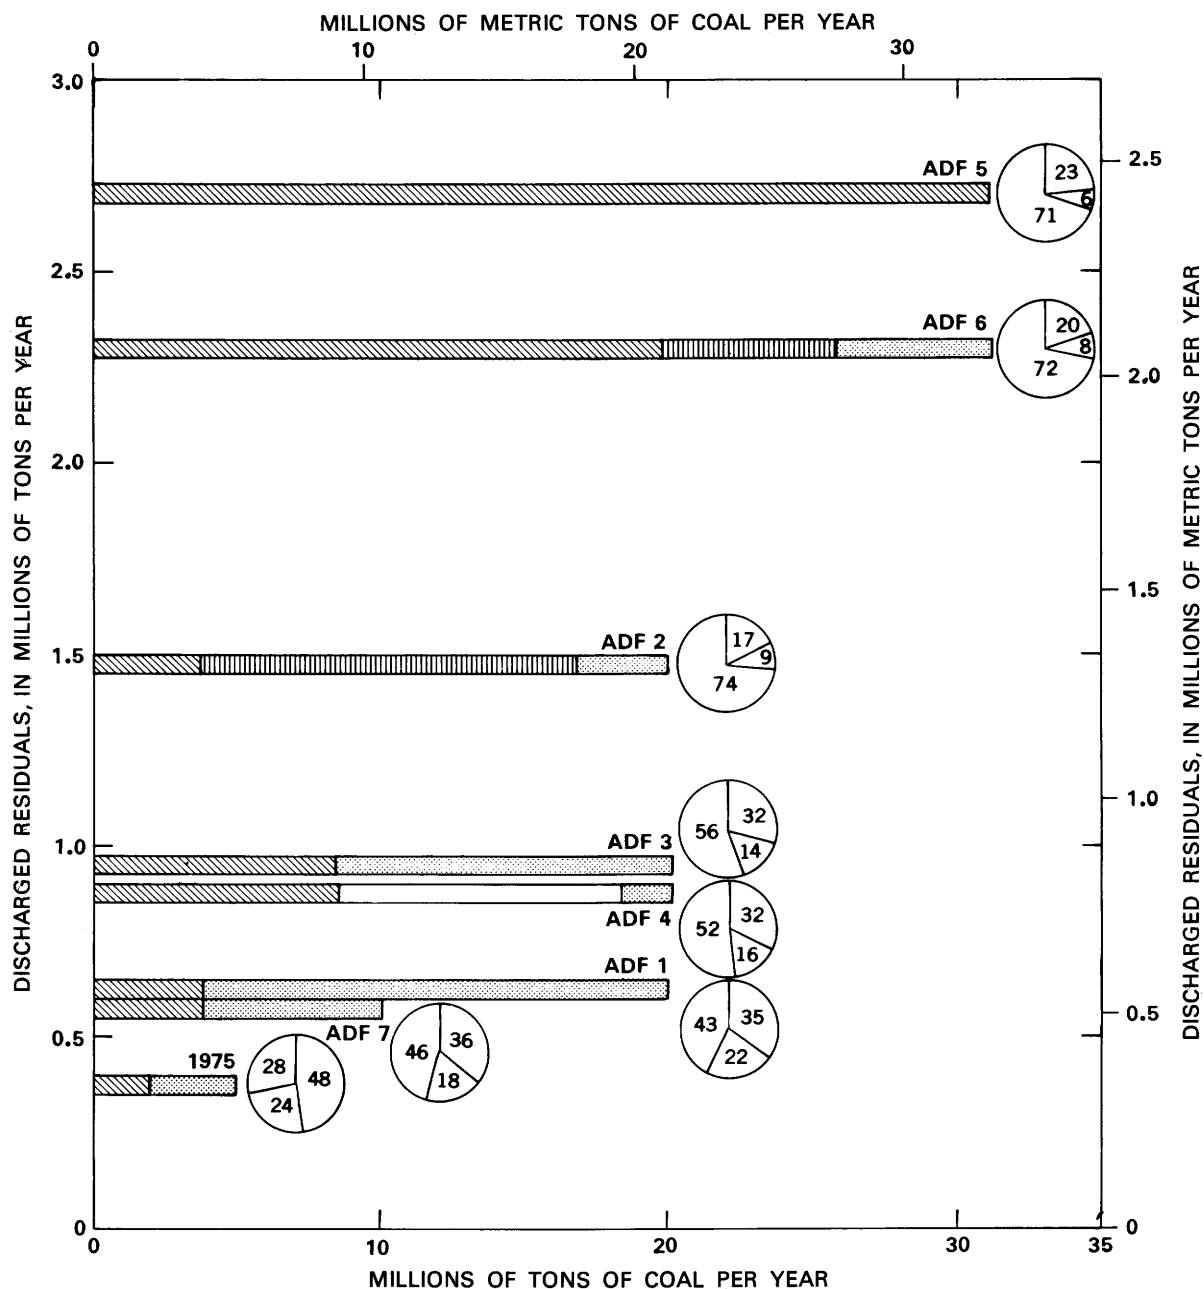 MILLIONS OF METRIC TONS OF COAL PER YEAR
0 10 20 30
3.0
ADF 5
23
6
71
2.5
2.5
ADF 6
20
8
72
2.0
2.0
ADF 2
17
9
74
1.5
1.5
1.0
ADF 3
56
32
14
1.0
ADF 4
52
32
16
ADF 1
43
35
22
ADF 7
46
36
18
0.5
0.5
1975
28
48
24
0
0
0 10 20 30 35
MILLIONS OF TONS OF COAL PER YEAR
DISCHARGED RESIDUALS, IN MILLIONS OF TONS PER YEAR
DISCHARGED RESIDUALS, IN MILLIONS OF METRIC TONS PER YEAR